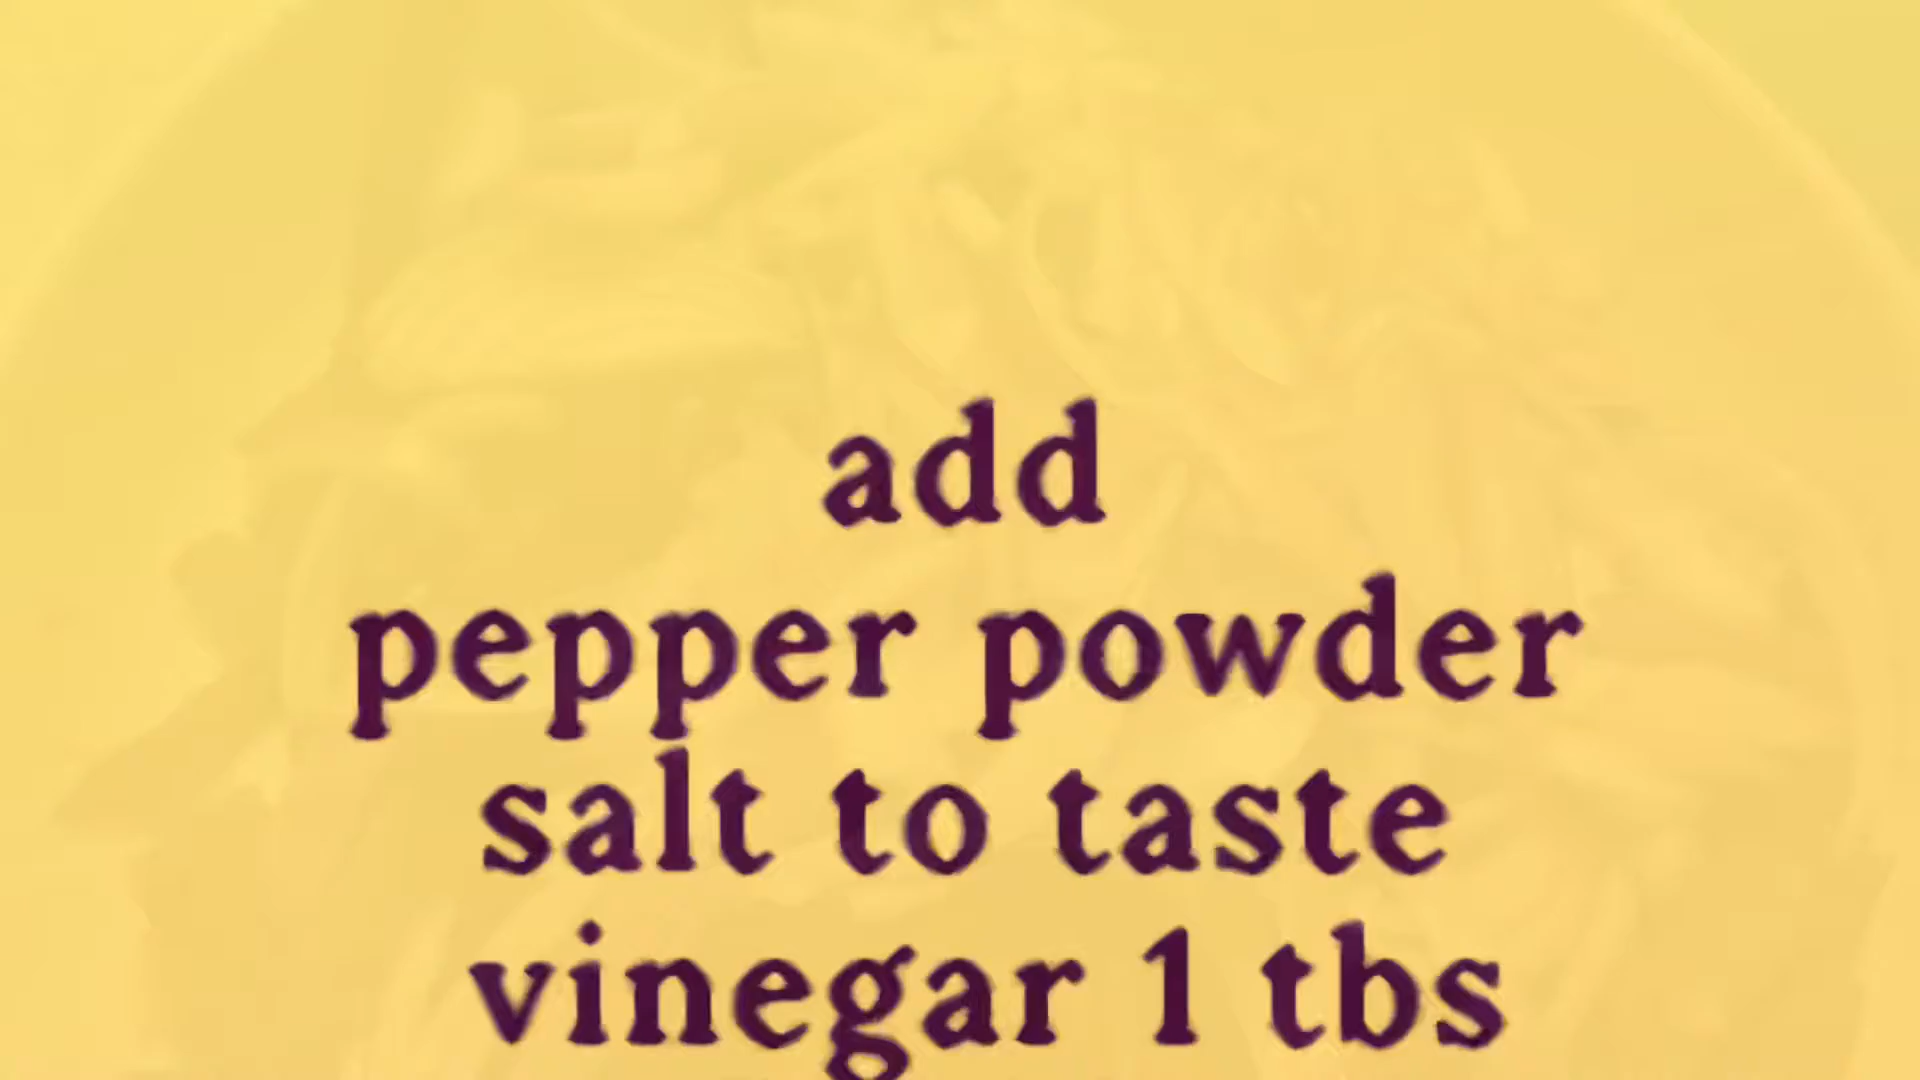 add
pepper powder
salt to taste
vinegar 1 tbs